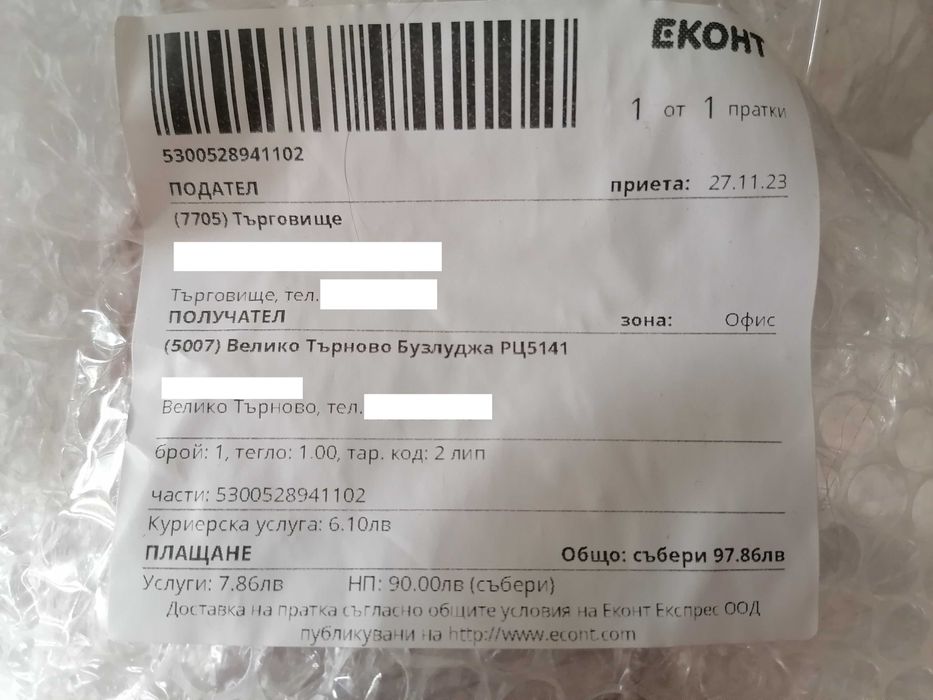 ЕКОНТ
1 от 1 пратки
5300528941102
ПОДАТЕЛ приета: 27.11.23
(7705) Търговище
Търговище, тел.
ПОЛУЧАТЕЛ зона: Офис
(5007) Велико Търново Бузлуджа РЦ5141
Велико Търново, тел.
брой: 1, тегло: 1.00, тар. код: 2 лип
части: 5300528941102
Куриерска услуга: 6.10лв
ПЛАЩАНЕ Общо: събери 97.86лв
Услуги: 7.86лв НП: 90.00лв (събери)
Доставка на пратка съгласно общите условия на Еконт Експрес ООД
публикувани на http://www.econt.com